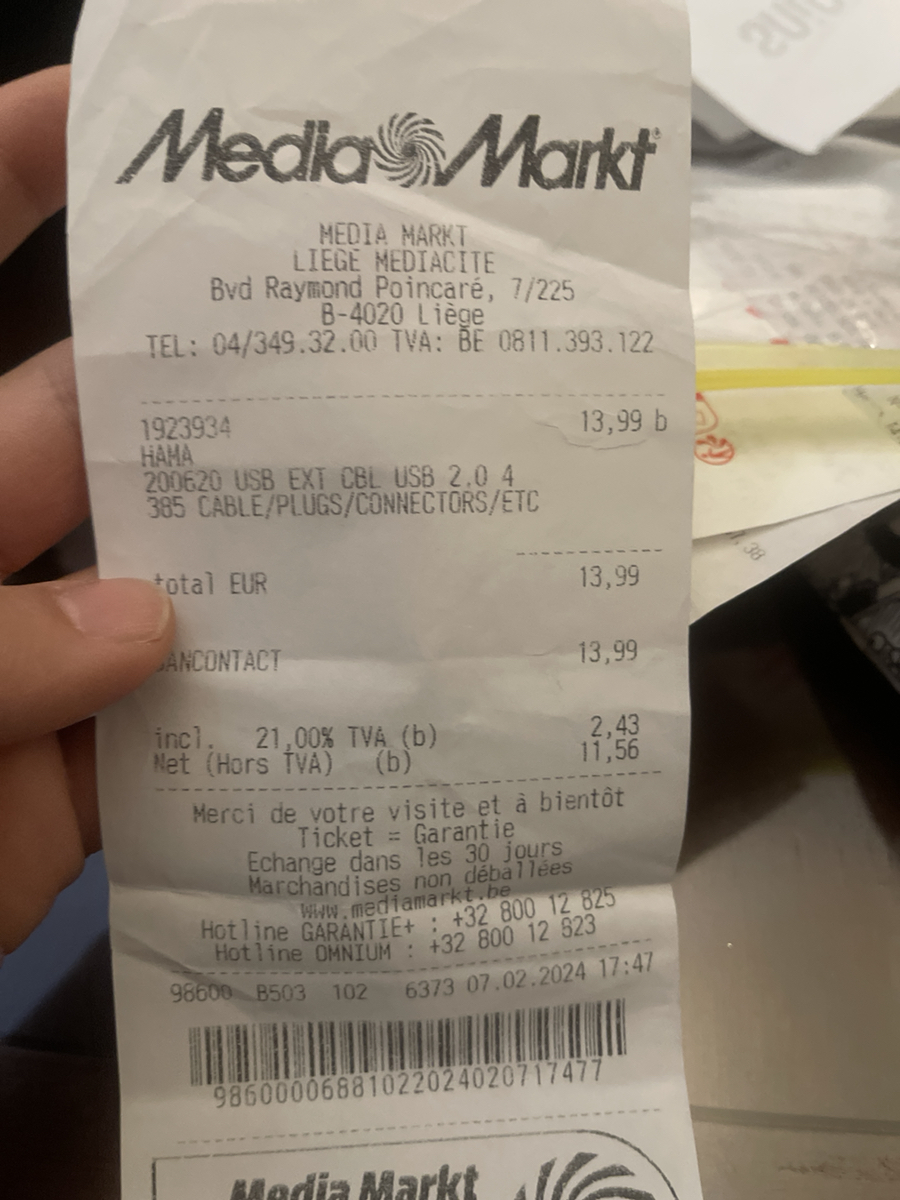 Media Markt
MEDIA MARKT
LIEGE MEDIACITE
Bvd Raymond Poincaré, 7/225
B-4020 Liège
TEL: 04/349.32.00 TVA: BE 0811.393.122
1923934 13,99 b
HAMA
200620 USB EXT CBL USB 2.0 4
385 CABLE/PLUGS/CONNECTORS/ETC
total EUR 13,99
ANCONTACT 13,99
incl. 21,00% TVA (b) 2,43
Net (Hors TVA) (b) 11,56
Merci de votre visite et à bientôt
Ticket = Garantie
Echange dans les 30 jours
Marchandises non déballées
www.mediamarkt.be
Hotline GARANTIE+ : +32 800 12 825
Hotline OMNIUM : +32 800 12 823
98600 B503 102 6373 07.02.2024 17:47
Media Markt